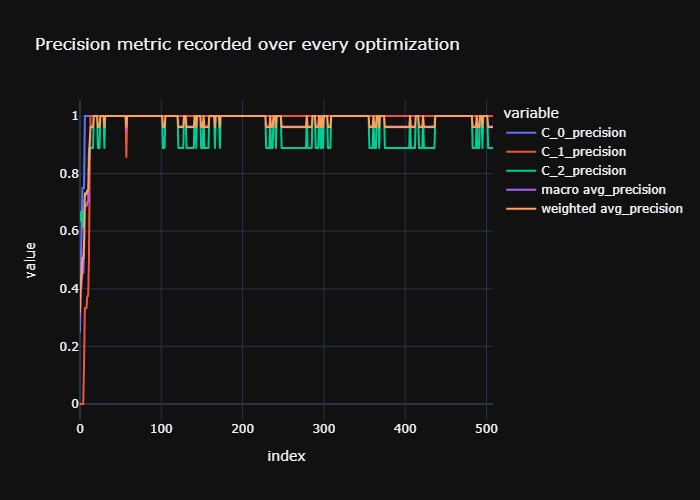 Precision metric recorded over every optimization
variable
C_0_precision
C_1_precision
C_2_precision
macro avg_precision
weighted avg_precision
1
0.8
0.6
0.4
0.2
0
value
0 100 200 300 400 500
index